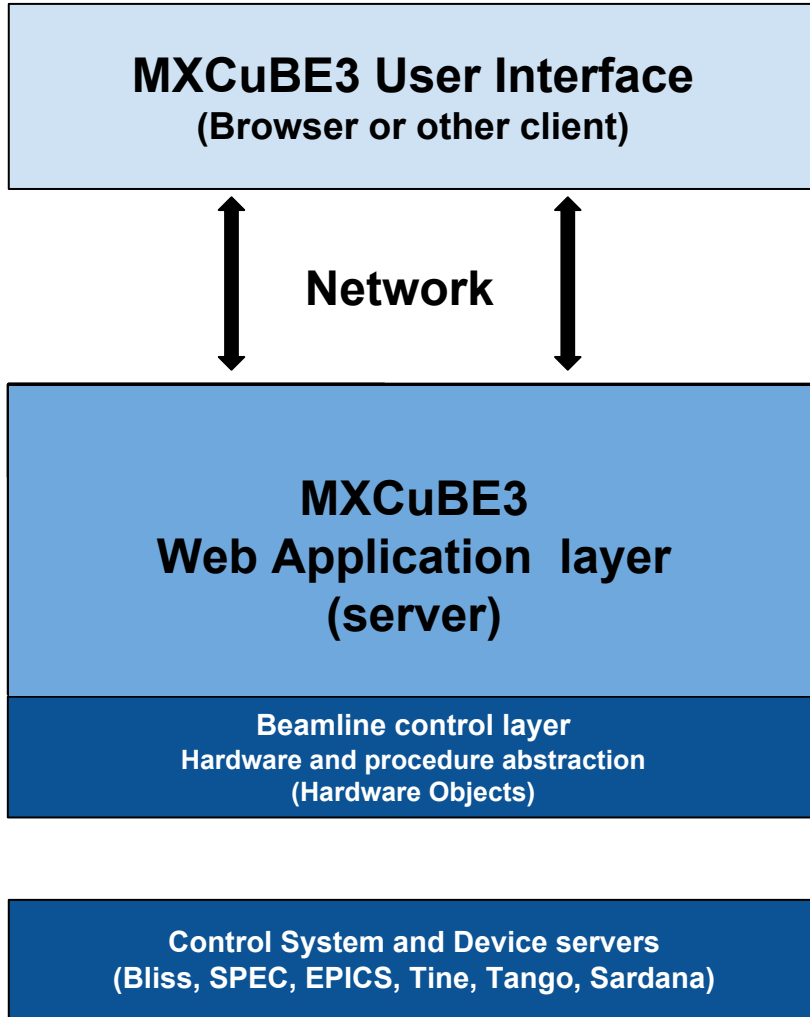 MXCuBE3 User Interface
(Browser or other client)
Network
MXCuBE3
Web Application layer
(server)
Beamline control layer
Hardware and procedure abstraction
(Hardware Objects)
Control System and Device servers
(Bliss, SPEC, EPICS, Tine, Tango, Sardana)